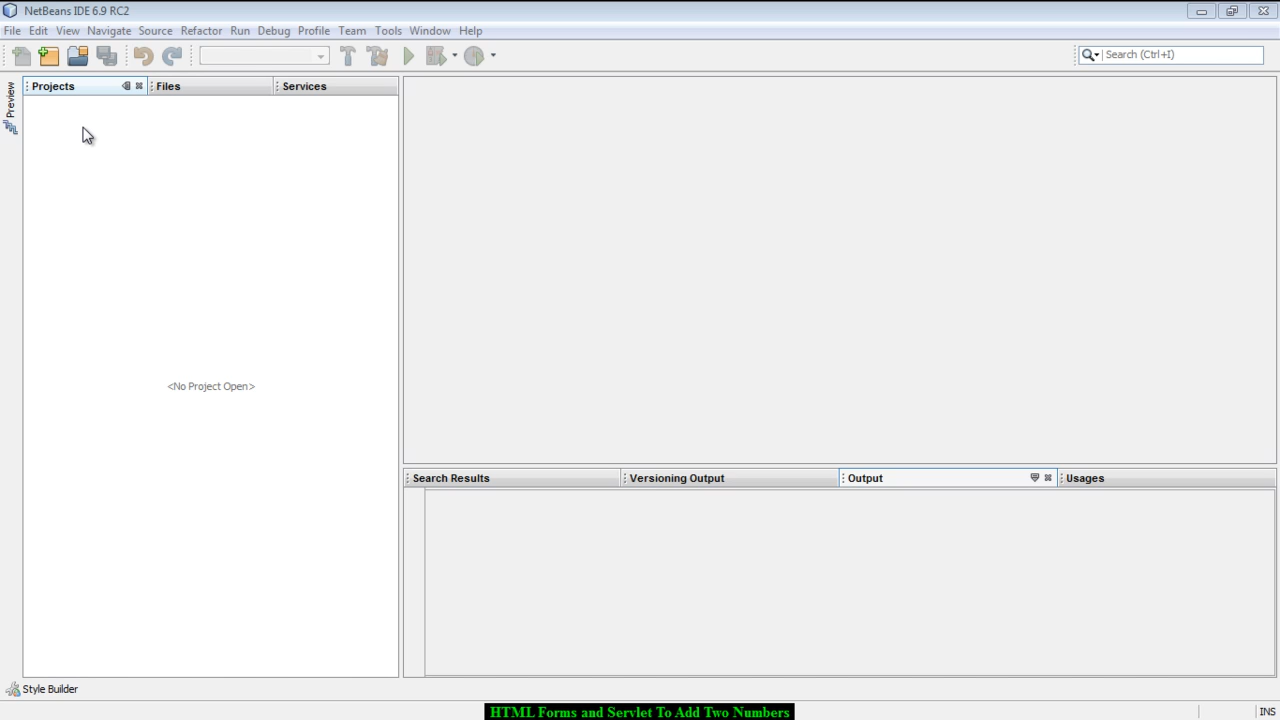 NetBeans IDE 6.9 RC2
File Edit View Navigate Source Refactor Run Debug Profile Team Tools Window Help
Search (Ctrl+I)
Projects Files Services
Preview
<No Project Open>
Search Results Versioning Output Output Usages
Style Builder
HTML Forms and Servlet To Add Two Numbers
INS